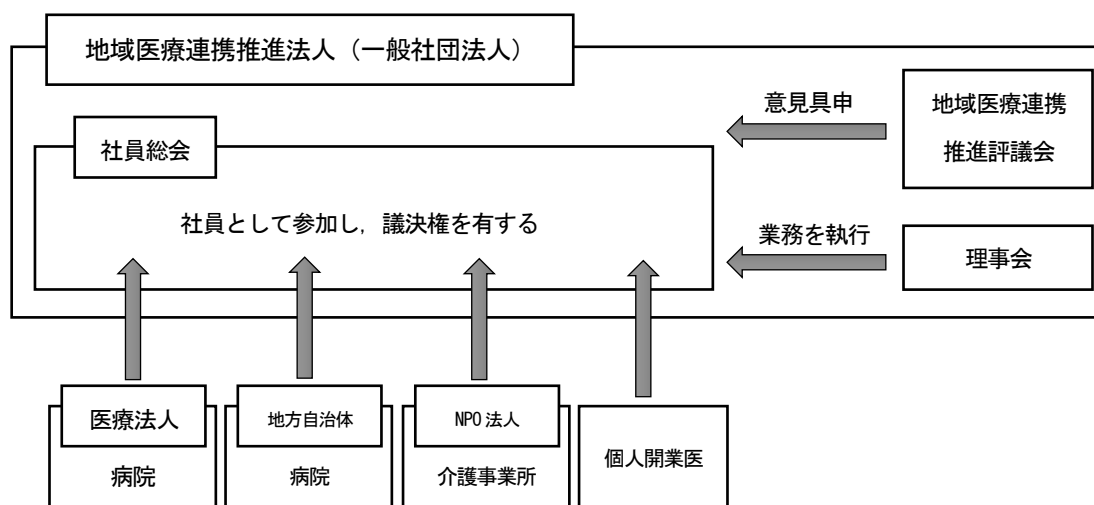 地域医療連携推進法人（一般社団法人）
意見具申
地域医療連携
推進評議会
社員総会
社員として参加し，議決権を有する
業務を執行
理事会
医療法人
病院
地方自治体
病院
NPO 法人
介護事業所
個人開業医